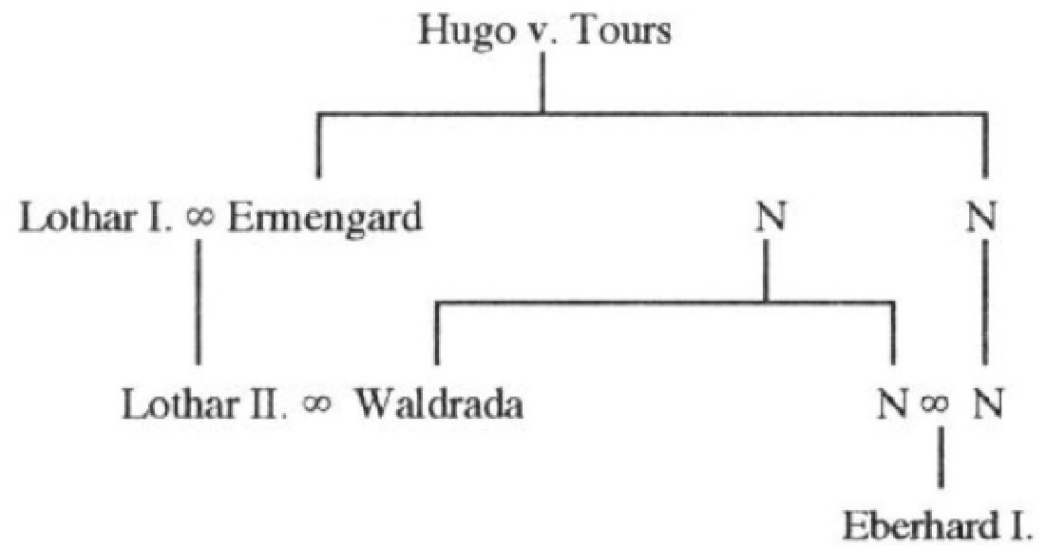 Hugo v. Tours
Lothar I. ∞ Ermengard N N
Lothar II. ∞ Waldrada N ∞ N
Eberhard I.